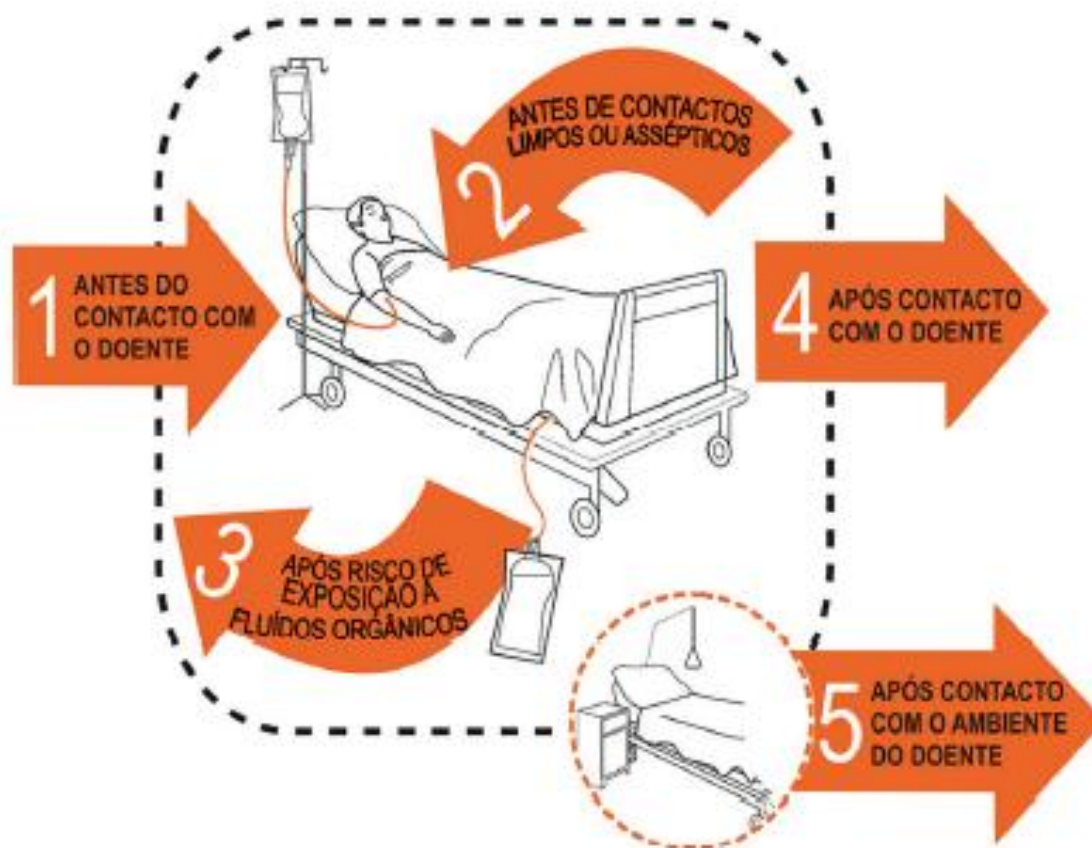 1
ANTES DO
CONTACTO COM
O DOENTE
2
ANTES DE CONTACTOS
LIMPOS OU ASSÉPTICOS
3
APÓS RISCO DE
EXPOSIÇÃO A
FLUÍDOS ORGÂNICOS
4
APÓS CONTACTO
COM O DOENTE
5
APÓS CONTACTO
COM O AMBIENTE
DO DOENTE